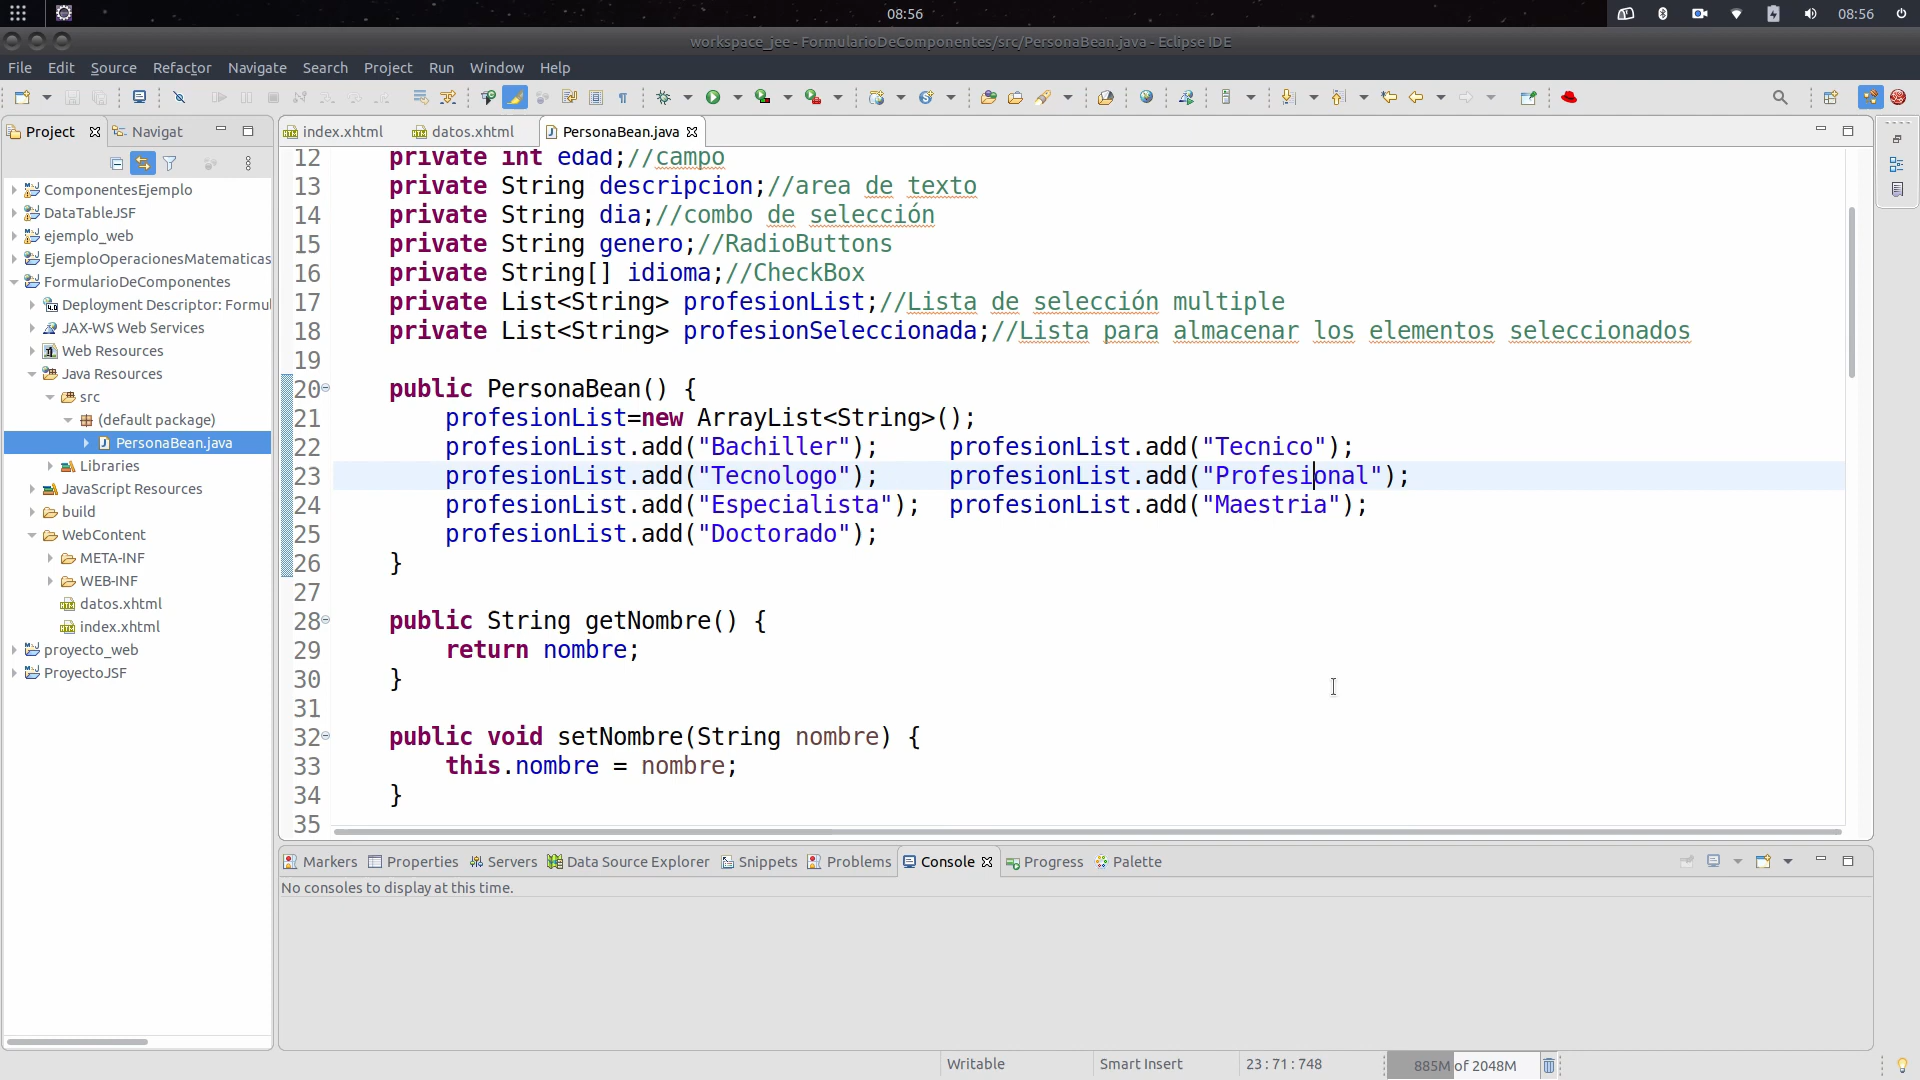 08:56
08:56
workspace_jee - FormularioDeComponentes/src/PersonaBean.java - Eclipse IDE
File Edit Source Refactor Navigate Search Project Run Window Help
Project Navigat
index.xhtml datos.xhtml PersonaBean.java
ComponentesEjemplo
DataTableJSF
ejemplo_web
EjemploOperacionesMatematicas
FormularioDeComponentes
Deployment Descriptor: Formul
JAX-WS Web Services
Web Resources
Java Resources
src
(default package)
PersonaBean.java
Libraries
JavaScript Resources
build
WebContent
META-INF
WEB-INF
datos.xhtml
index.xhtml
proyecto_web
ProyectoJSF
12 private int edad;//campo
13 private String descripcion;//area de texto
14 private String dia;//combo de selección
15 private String genero;//RadioButtons
16 private String[] idioma;//CheckBox
17 private List<String> profesionList;//Lista de selección multiple
18 private List<String> profesionSeleccionada;//Lista para almacenar los elementos seleccionados
19
20 public PersonaBean() {
21 profesionList=new ArrayList<String>();
22 profesionList.add("Bachiller"); profesionList.add("Tecnico");
23 profesionList.add("Tecnologo"); profesionList.add("Profesional");
24 profesionList.add("Especialista"); profesionList.add("Maestria");
25 profesionList.add("Doctorado");
26 }
27
28 public String getNombre() {
29 return nombre;
30 }
31
32 public void setNombre(String nombre) {
33 this.nombre = nombre;
34 }
35
Markers Properties Servers Data Source Explorer Snippets Problems Console Progress Palette
No consoles to display at this time.
Writable Smart Insert 23:71:748 885M of 2048M